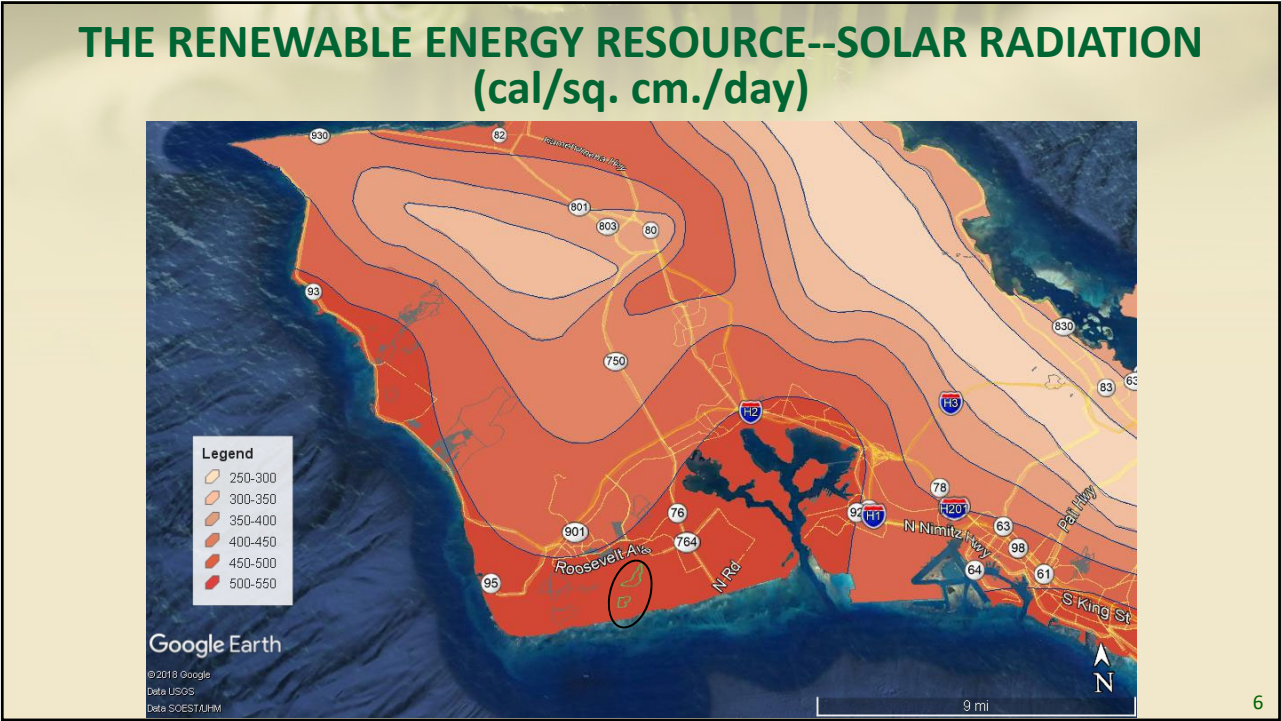 THE RENEWABLE ENERGY RESOURCE--SOLAR RADIATION
(cal/sq. cm./day)
930
82
Kamehameha Hwy
801
803
80
93
830
83
63
750
H3
H2
Legend
250-300
300-350
350-400
400-450
450-500
500-550
78
76
92
H1
H201
N Nimitz Hwy
63
Pali Hwy
901
764
98
Roosevelt Ave
N Rd
64
61
95
S King St
Google Earth
© 2018 Google
Data USGS
Data SOEST/UHM
N
9 mi
6